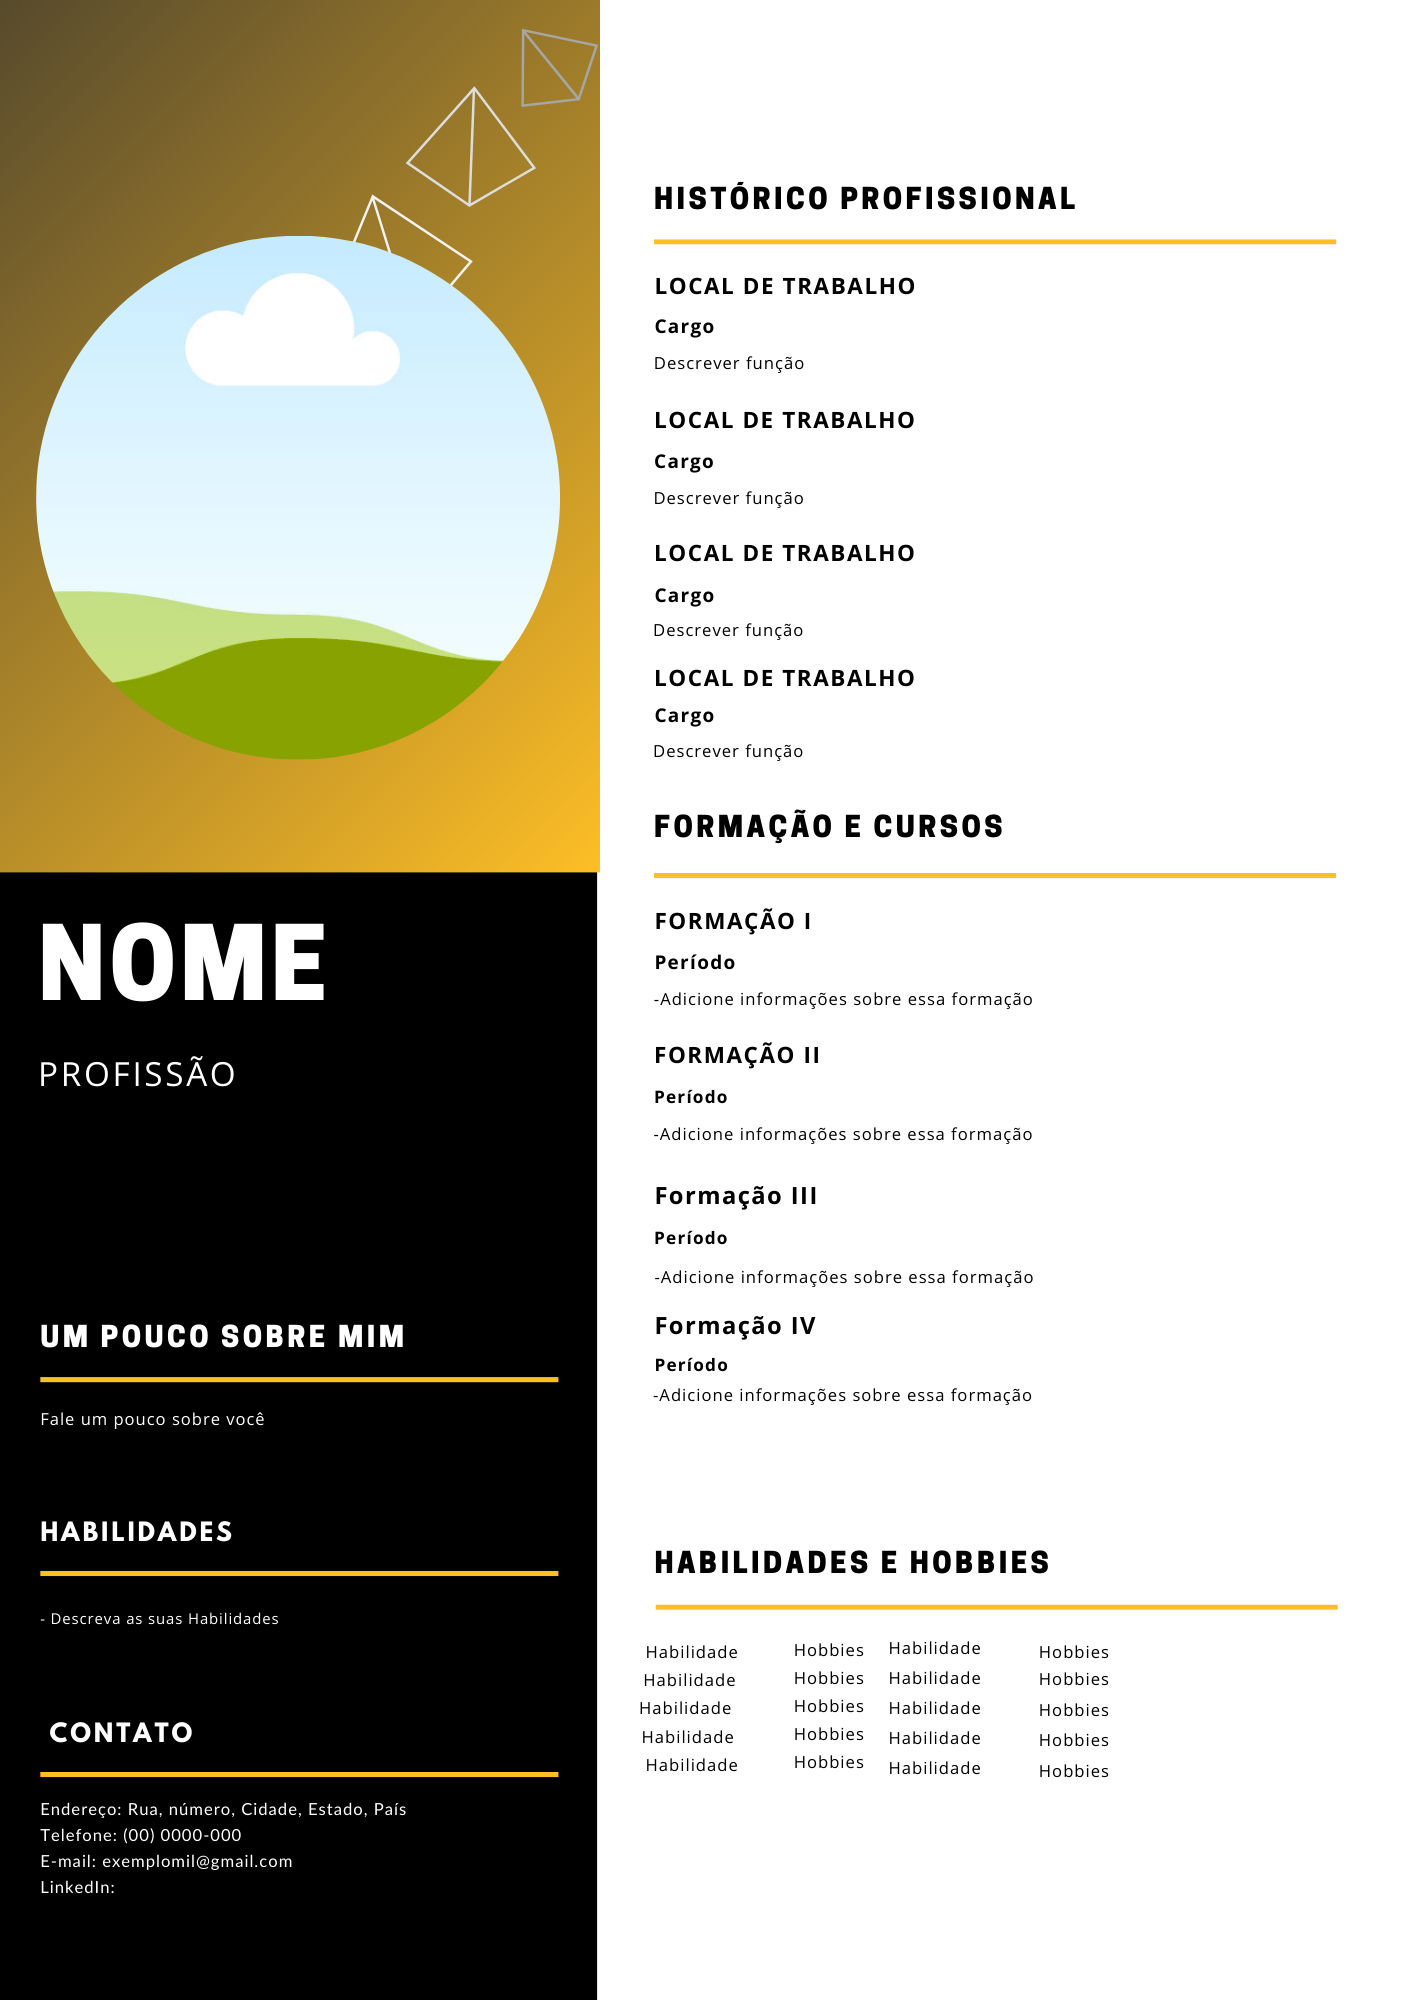 NOME
PROFISSÃO
UM POUCO SOBRE MIM
Fale um pouco sobre você
HABILIDADES
- Descreva as suas Habilidades
CONTATO
Endereço: Rua, número, Cidade, Estado, País
Telefone: (00) 0000-000
E-mail: exemplomil@gmail.com
LinkedIn:
HISTÓRICO PROFISSIONAL
LOCAL DE TRABALHO
Cargo
Descrever função
LOCAL DE TRABALHO
Cargo
Descrever função
LOCAL DE TRABALHO
Cargo
Descrever função
LOCAL DE TRABALHO
Cargo
Descrever função
FORMAÇÃO E CURSOS
FORMAÇÃO I
Período
-Adicione informações sobre essa formação
FORMAÇÃO II
Período
-Adicione informações sobre essa formação
Formação III
Período
-Adicione informações sobre essa formação
Formação IV
Período
-Adicione informações sobre essa formação
HABILIDADES E HOBBIES
Habilidade Hobbies Habilidade Hobbies
Habilidade Hobbies Habilidade Hobbies
Habilidade Hobbies Habilidade Hobbies
Habilidade Hobbies Habilidade Hobbies
Habilidade Hobbies Habilidade Hobbies